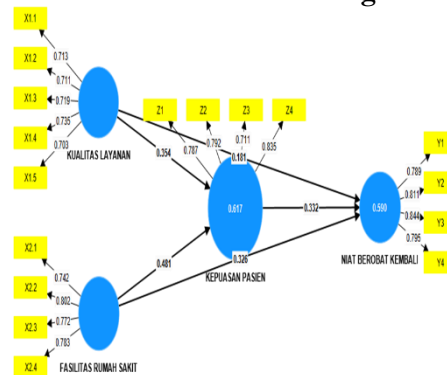 X1.1
0.713
X1.2
0.711
X1.3
0.719
X1.4
0.735
X1.5
0.703
KUALITAS LAYANAN
Z1
Z2
Z3
Z4
0.787
0.792
0.711
0.835
0.354
0.181
0.617
KEPUASAN PASIEN
0.332
0.481
0.326
0.590
NIAT BEROBAT KEMBALI
Y1
0.789
Y2
0.811
Y3
0.844
Y4
0.795
X2.1
0.742
X2.2
0.802
X2.3
0.772
X2.4
0.783
FASILITAS RUMAH SAKIT